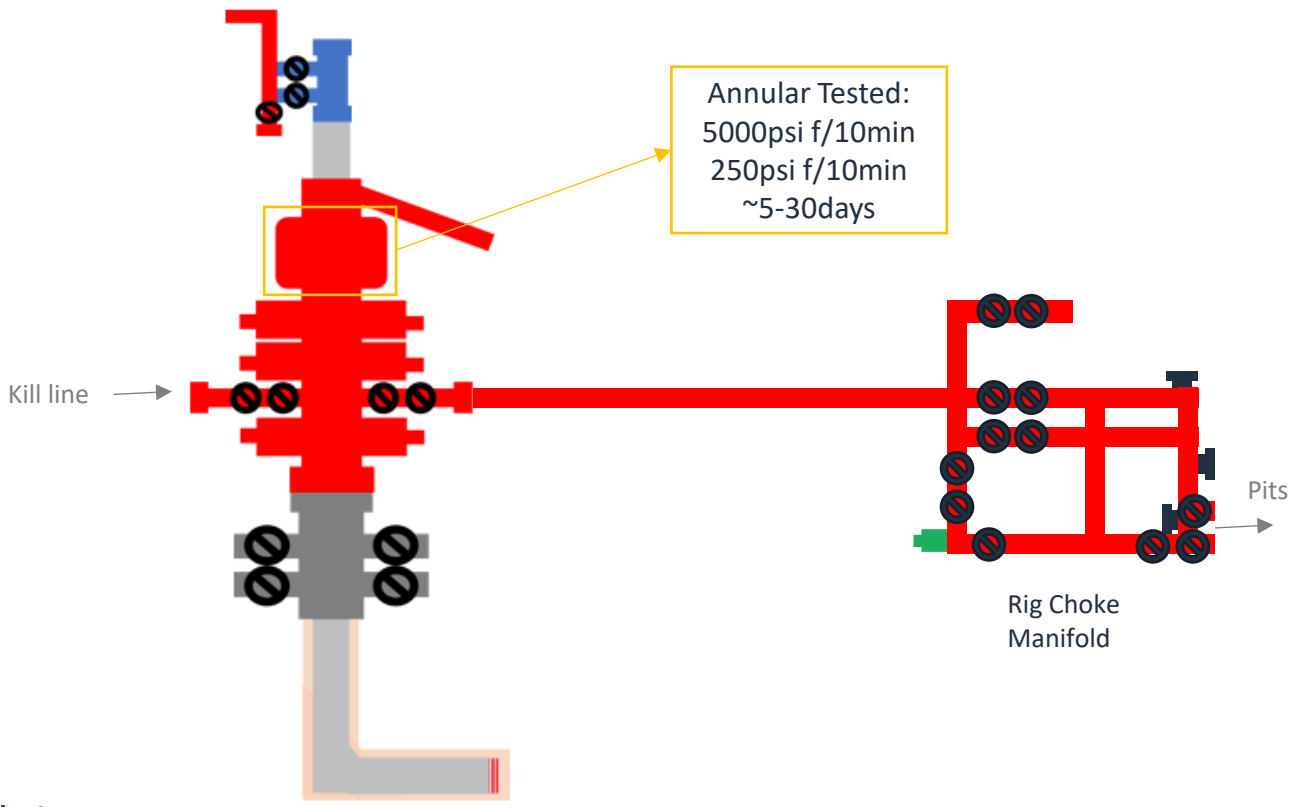 Annular Tested:
5000psi f/10min
250psi f/10min
~5-30days
Kill line
Pits
Rig Choke
Manifold